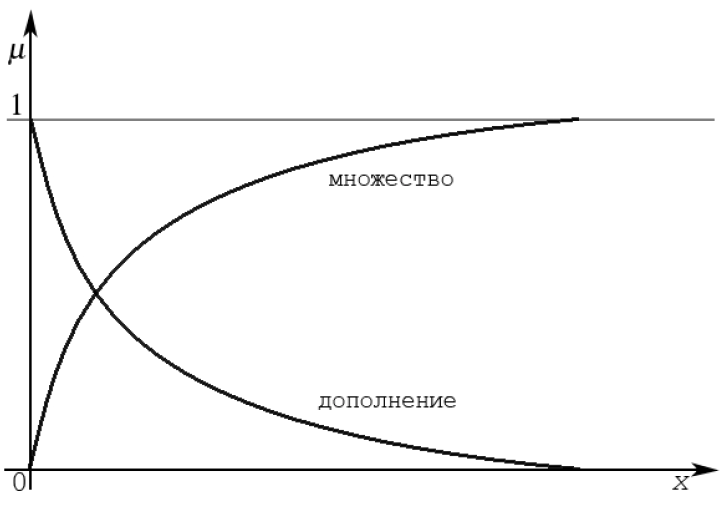 μ
1
множество
дополнение
0
x